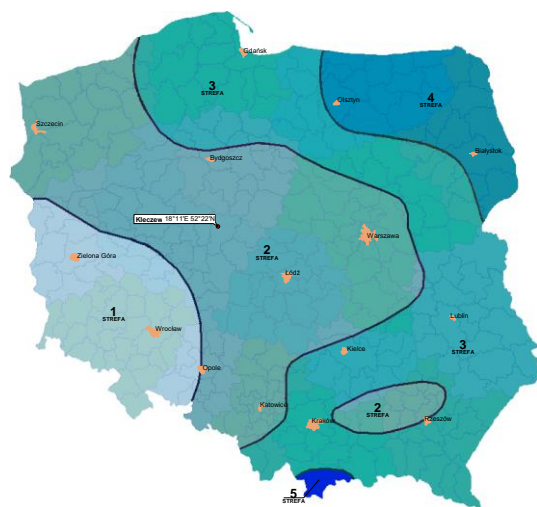 Gdańsk
3
STREFA
Olsztyn
4
STREFA
Szczecin
Białystok
Bydgoszcz
Kleczew 18°11'E 52°22'N
Warszawa
2
STREFA
Zielona Góra
Łódź
1
STREFA
Wrocław
Lublin
3
STREFA
Kielce
Opole
Katowice
2
STREFA
Kraków
Rzeszów
5
STREFA